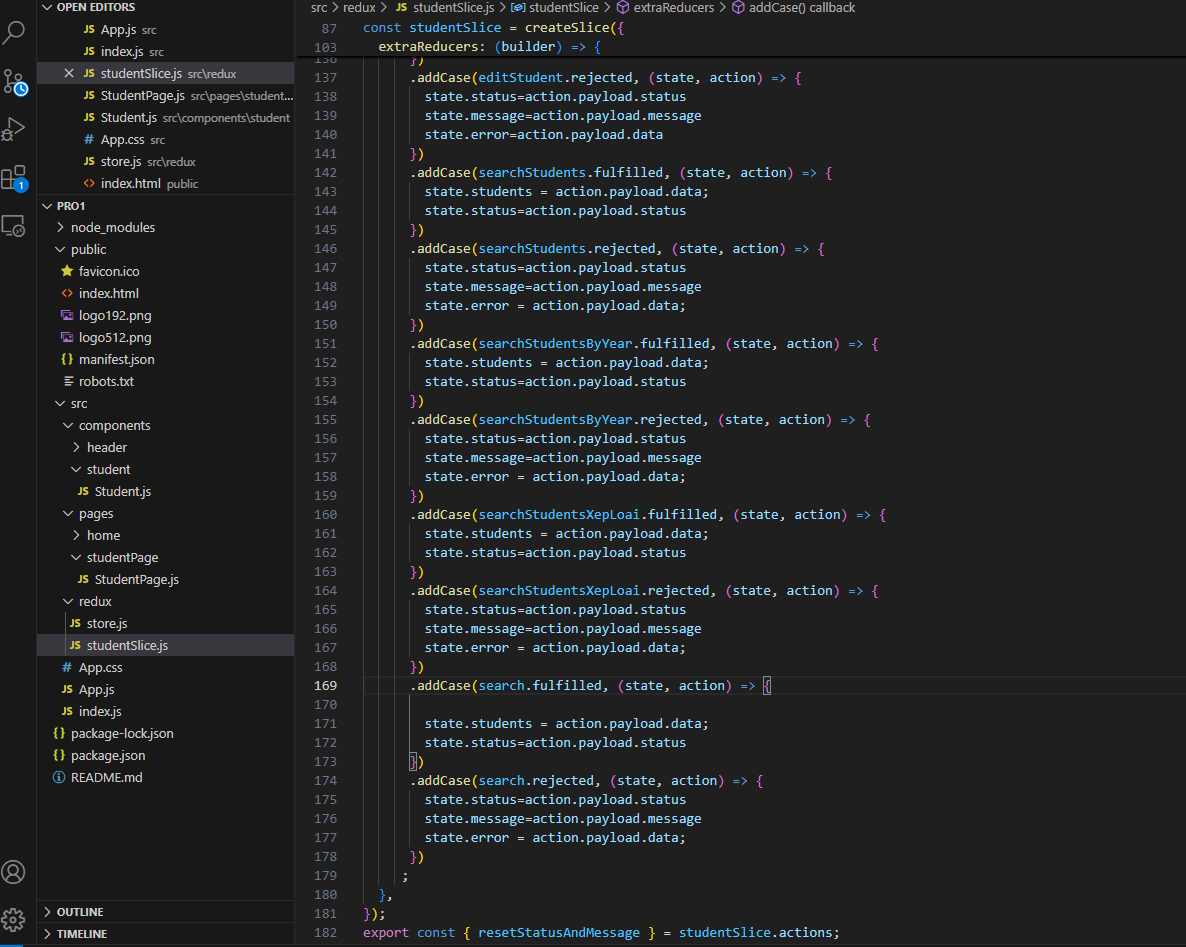 OPEN EDITORS
JS App.js src
JS index.js src
JS studentSlice.js src\redux
JS StudentPage.js src\pages\student...
JS Student.js src\components\student
# App.css src
JS store.js src\redux
<> index.html public
PRO1
node_modules
public
favicon.ico
<> index.html
logo192.png
logo512.png
{} manifest.json
robots.txt
src
components
header
student
JS Student.js
pages
home
studentPage
JS StudentPage.js
redux
JS store.js
JS studentSlice.js
# App.css
JS App.js
JS index.js
{} package-lock.json
{} package.json
README.md
OUTLINE
TIMELINE
1
src > redux > JS studentSlice.js > studentSlice > extraReducers > addCase() callback
87 const studentSlice = createSlice({
103 extraReducers: (builder) => {
136 })
137 .addCase(editStudent.rejected, (state, action) => {
138 state.status=action.payload.status
139 state.message=action.payload.message
140 state.error=action.payload.data
141 })
142 .addCase(searchStudents.fulfilled, (state, action) => {
143 state.students = action.payload.data;
144 state.status=action.payload.status
145 })
146 .addCase(searchStudents.rejected, (state, action) => {
147 state.status=action.payload.status
148 state.message=action.payload.message
149 state.error = action.payload.data;
150 })
151 .addCase(searchStudentsByYear.fulfilled, (state, action) => {
152 state.students = action.payload.data;
153 state.status=action.payload.status
154 })
155 .addCase(searchStudentsByYear.rejected, (state, action) => {
156 state.status=action.payload.status
157 state.message=action.payload.message
158 state.error = action.payload.data;
159 })
160 .addCase(searchStudentsXepLoai.fulfilled, (state, action) => {
161 state.students = action.payload.data;
162 state.status=action.payload.status
163 })
164 .addCase(searchStudentsXepLoai.rejected, (state, action) => {
165 state.status=action.payload.status
166 state.message=action.payload.message
167 state.error = action.payload.data;
168 })
169 .addCase(search.fulfilled, (state, action) => {
170
171 state.students = action.payload.data;
172 state.status=action.payload.status
173 })
174 .addCase(search.rejected, (state, action) => {
175 state.status=action.payload.status
176 state.message=action.payload.message
177 state.error = action.payload.data;
178 })
179 ;
180 },
181 });
182 export const { resetStatusAndMessage } = studentSlice.actions;